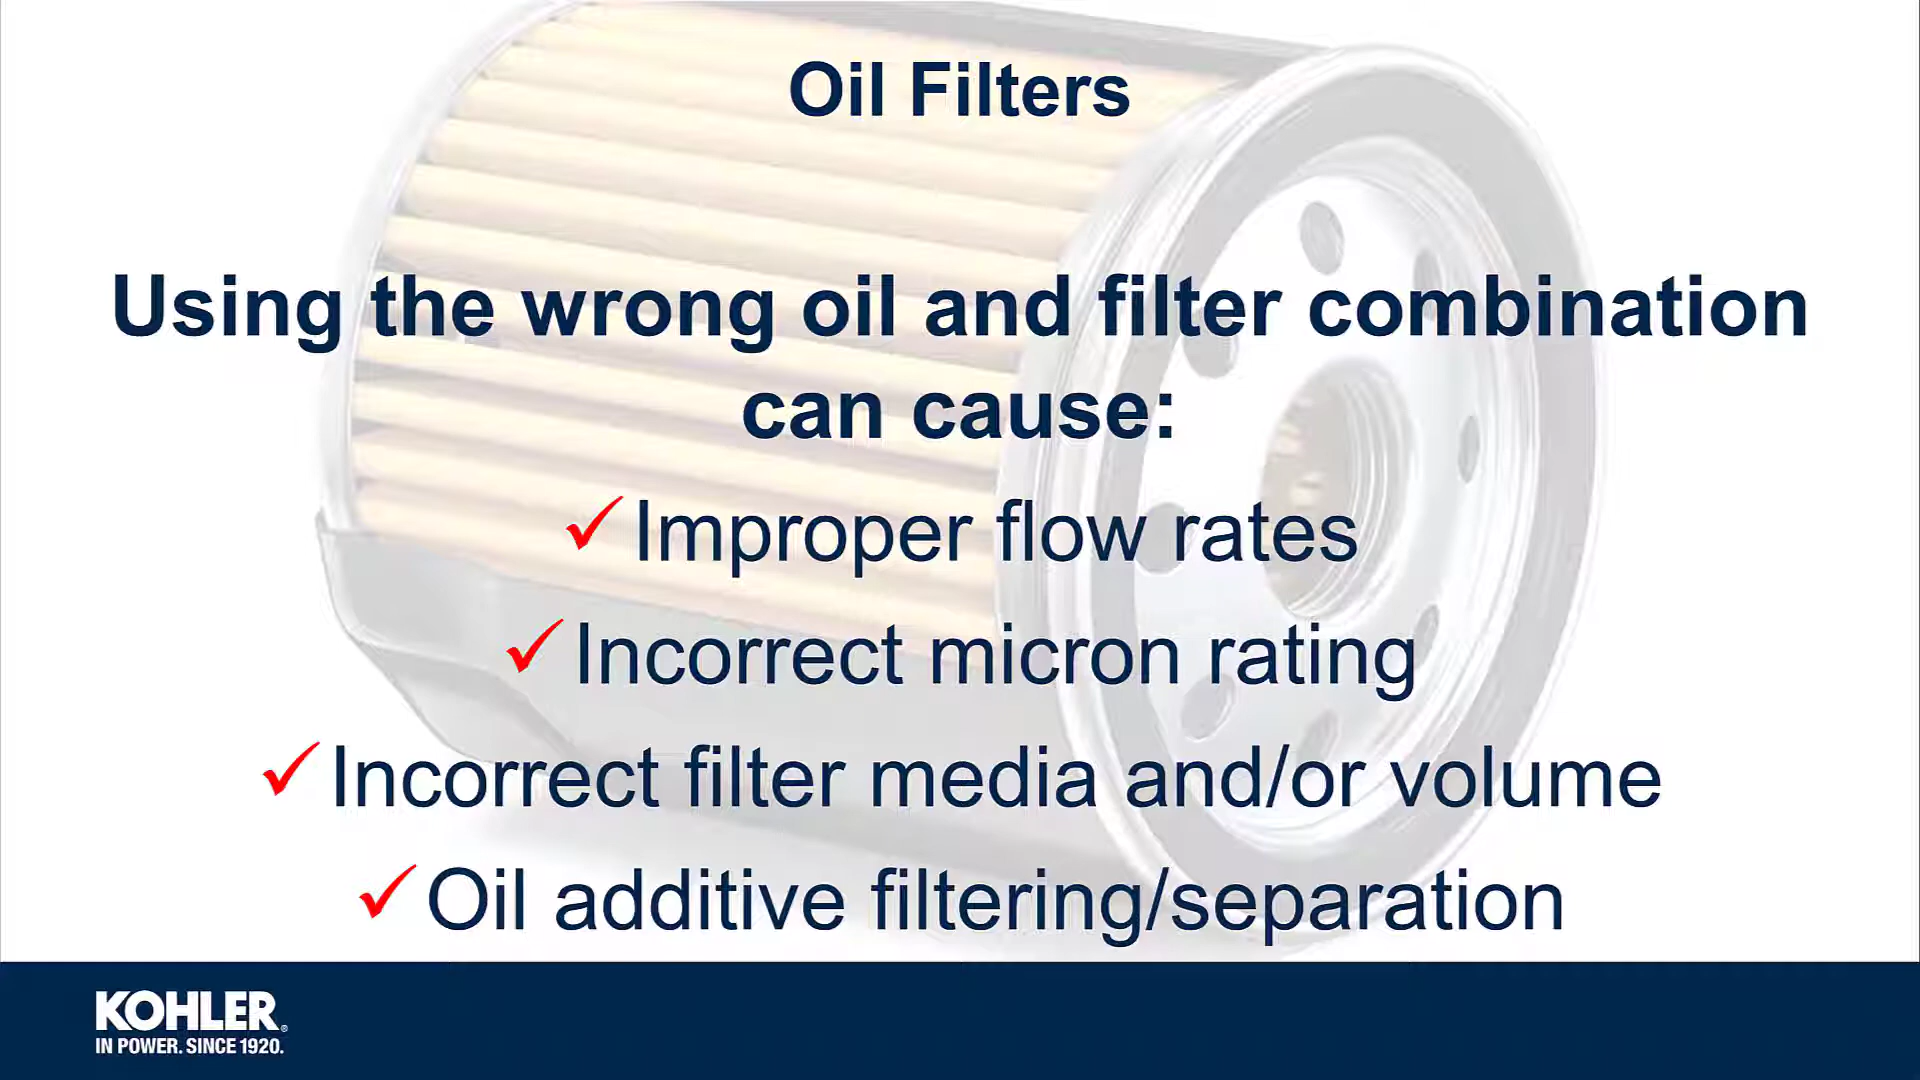 Oil Filters
Using the wrong oil and filter combination
can cause:
✓Improper flow rates
✓Incorrect micron rating
✓Incorrect filter media and/or volume
✓Oil additive filtering/separation
KOHLER®
IN POWER. SINCE 1920.